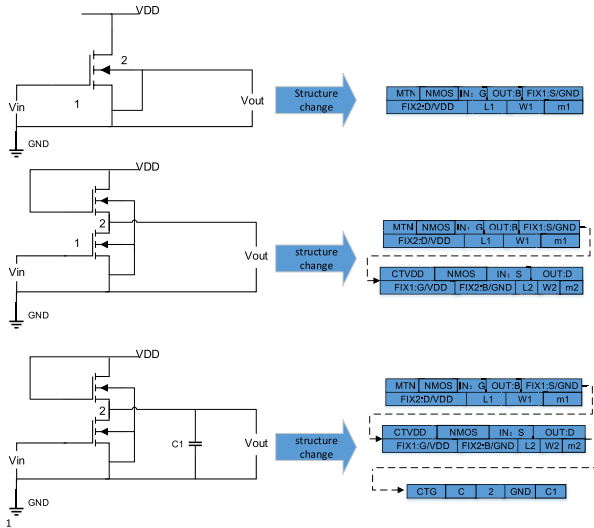 VDD
2
1
Vin
Vout
GND
Structure
change
MTN NMOS IN: G OUT:B FIX1:S/GND
FIX2:D/VDD L1 W1 m1
VDD
2
1
Vin
Vout
GND
structure
change
MTN NMOS IN: G OUT:B FIX1:S/GND
FIX2:D/VDD L1 W1 m1
CTVDD NMOS IN: S OUT:D
FIX1:G/VDD FIX2:B/GND L2 W2 m2
VDD
2
C1
Vin
Vout
GND
1
structure
change
MTN NMOS IN: G OUT:B FIX1:S/GND
FIX2:D/VDD L1 W1 m1
CTVDD NMOS IN: S OUT:D
FIX1:G/VDD FIX2:B/GND L2 W2 m2
CTG C 2 GND C1